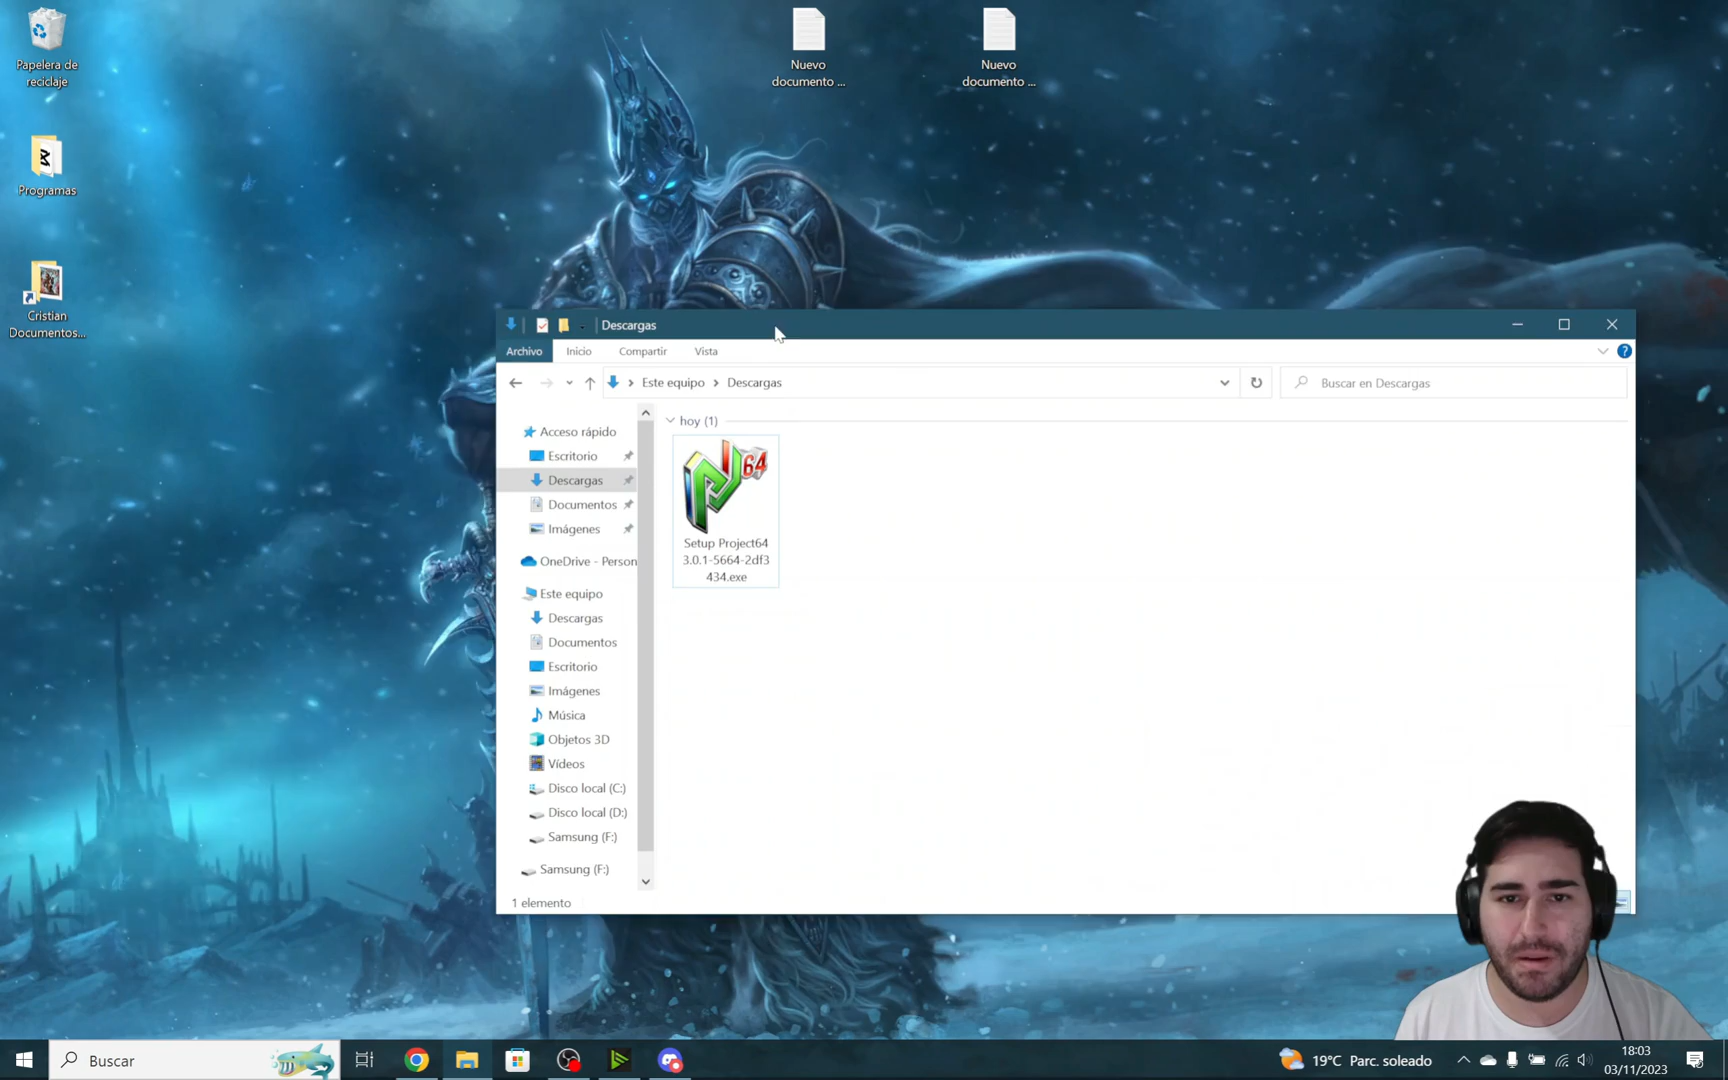 Papelera de
reciclaje
Nuevo
documento ...
Nuevo
documento ...
Programas
Cristian
Documentos...
Descargas
Archivo
Inicio
Compartir
Vista
Este equipo
Descargas
Buscar en Descargas
Acceso rápido
Escritorio
Descargas
Documentos
Imágenes
OneDrive - Person
Este equipo
Descargas
Documentos
Escritorio
Imágenes
Música
Objetos 3D
Vídeos
Disco local (C:)
Disco local (D:)
Samsung (F:)
Samsung (F:)
hoy (1)
64
Setup Project64
3.0.1-5664-2df3
434.exe
1 elemento
Buscar
19°C Parc. soleado
18:03
03/11/2023